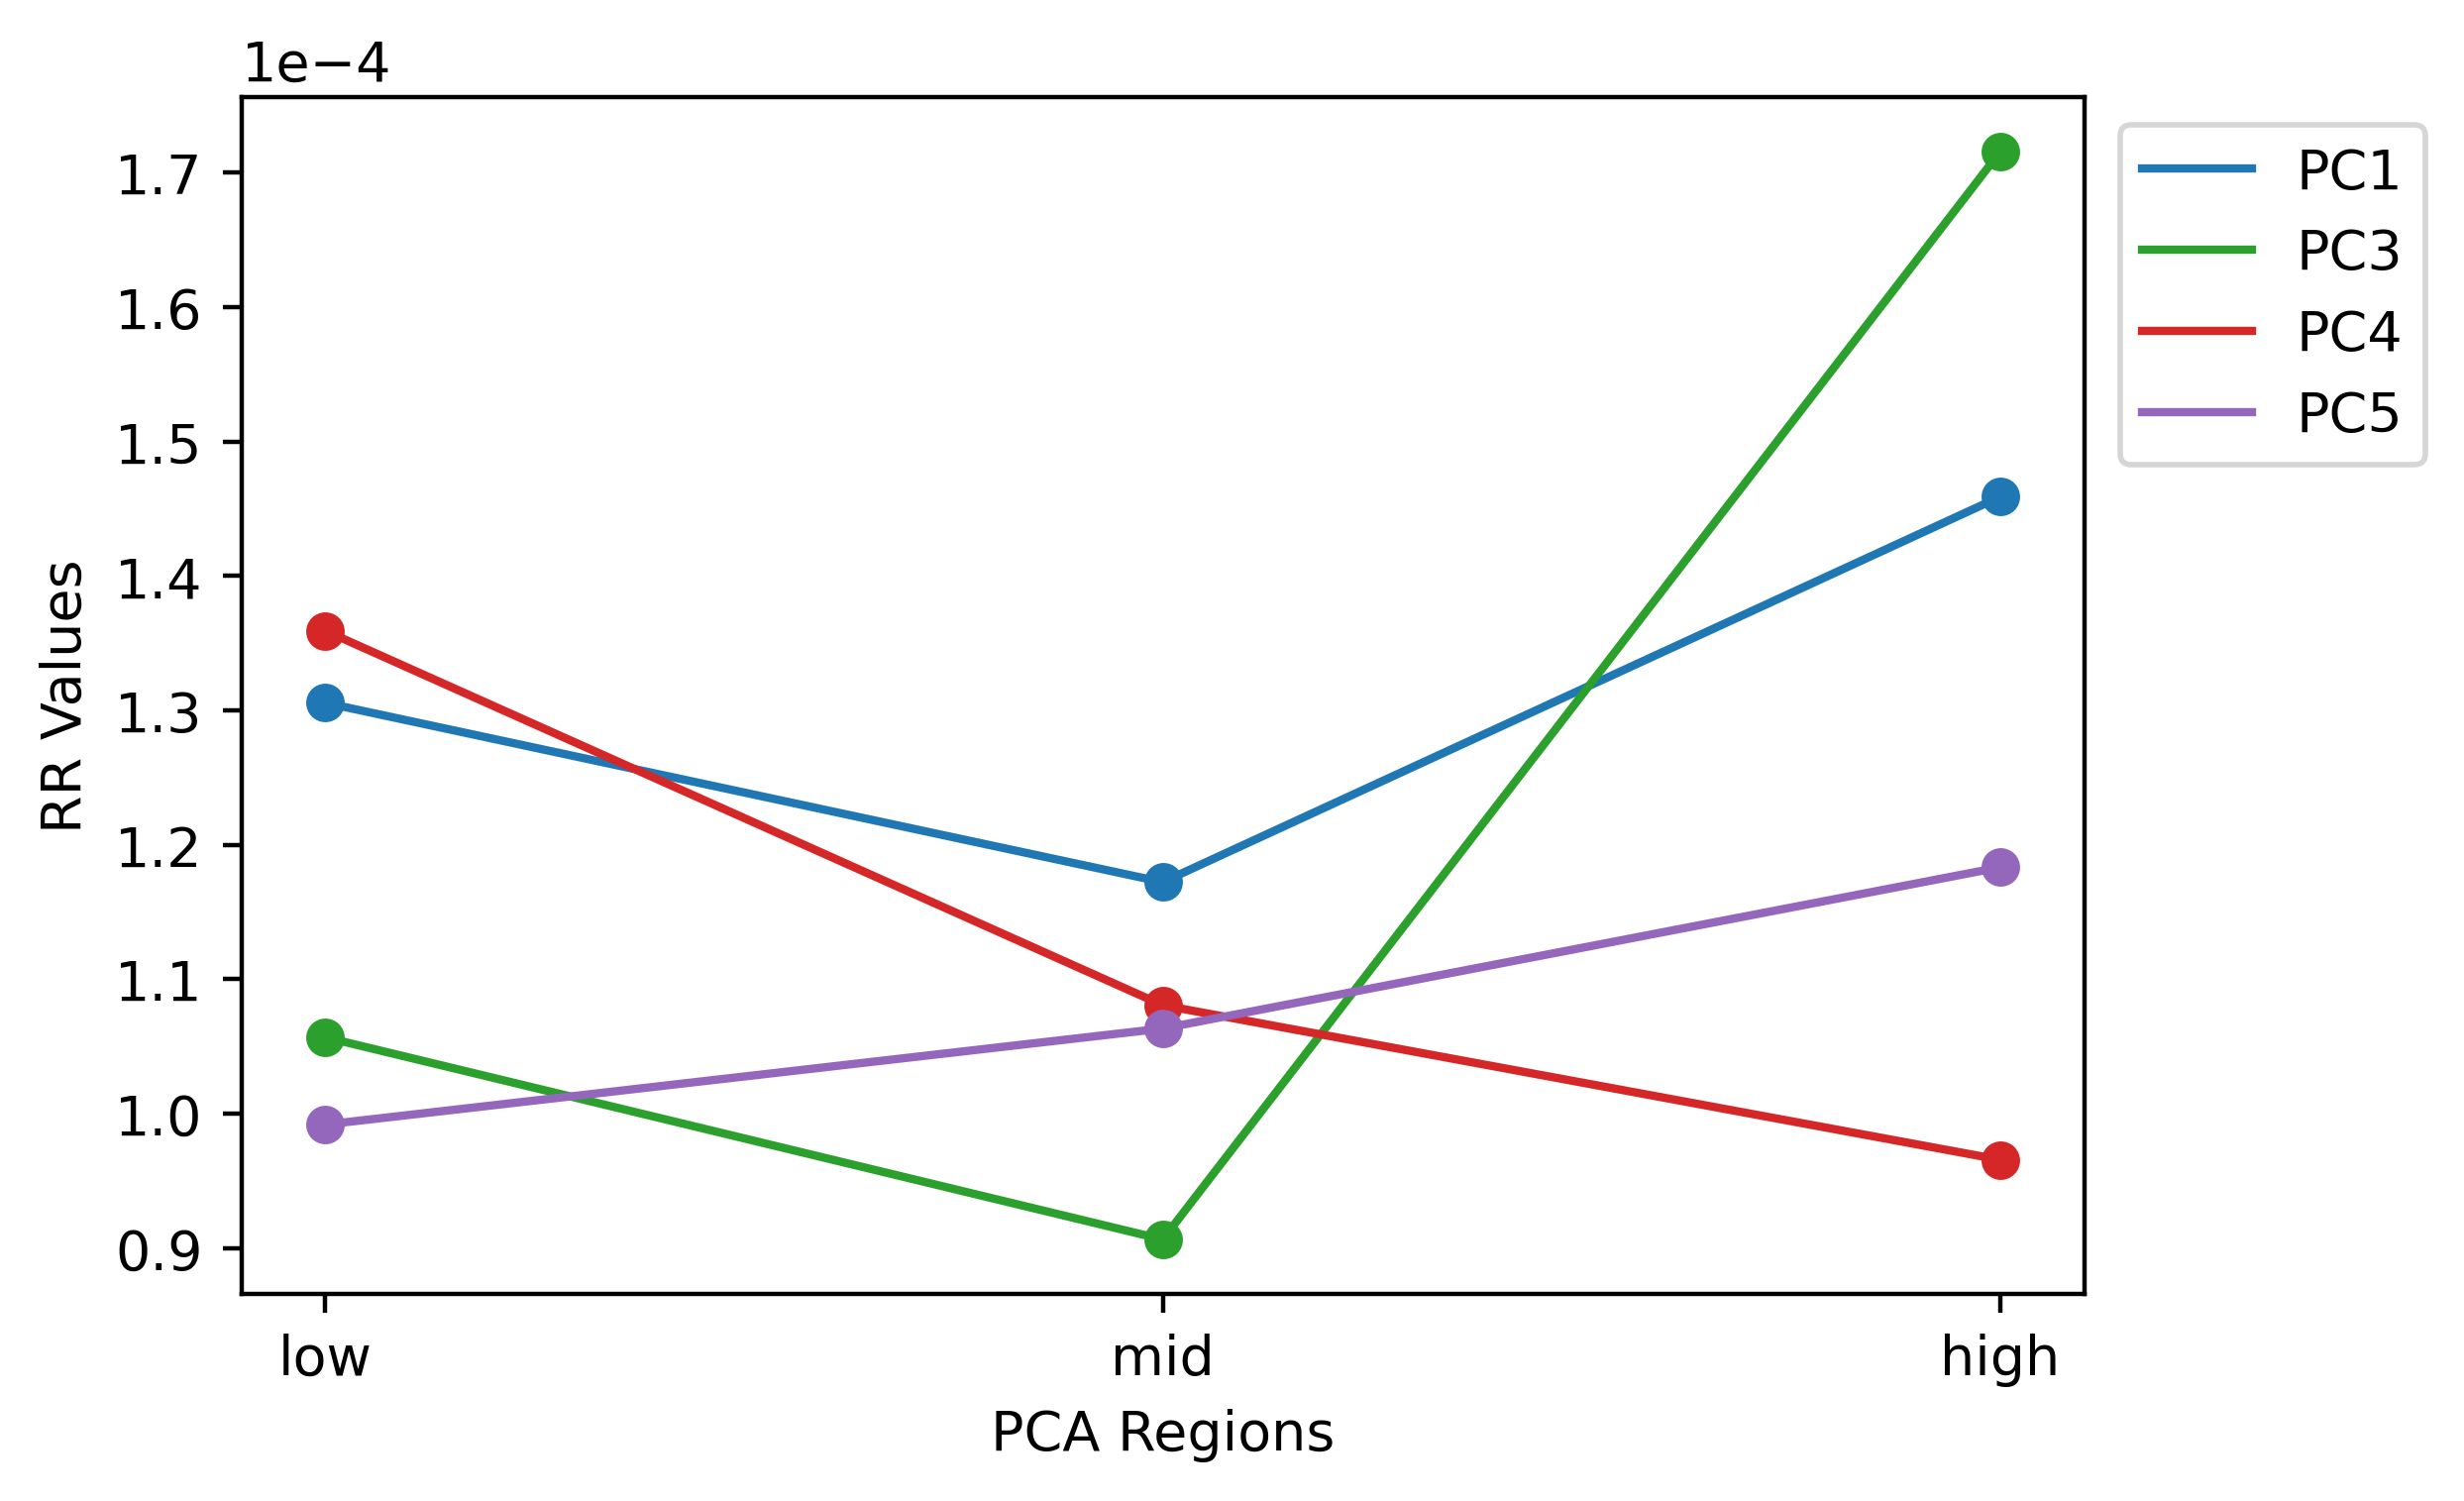 1e−4
1.7
1.6
1.5
1.4
1.3
1.2
1.1
1.0
0.9
RR Values
low
mid
high
PCA Regions
PC1
PC3
PC4
PC5